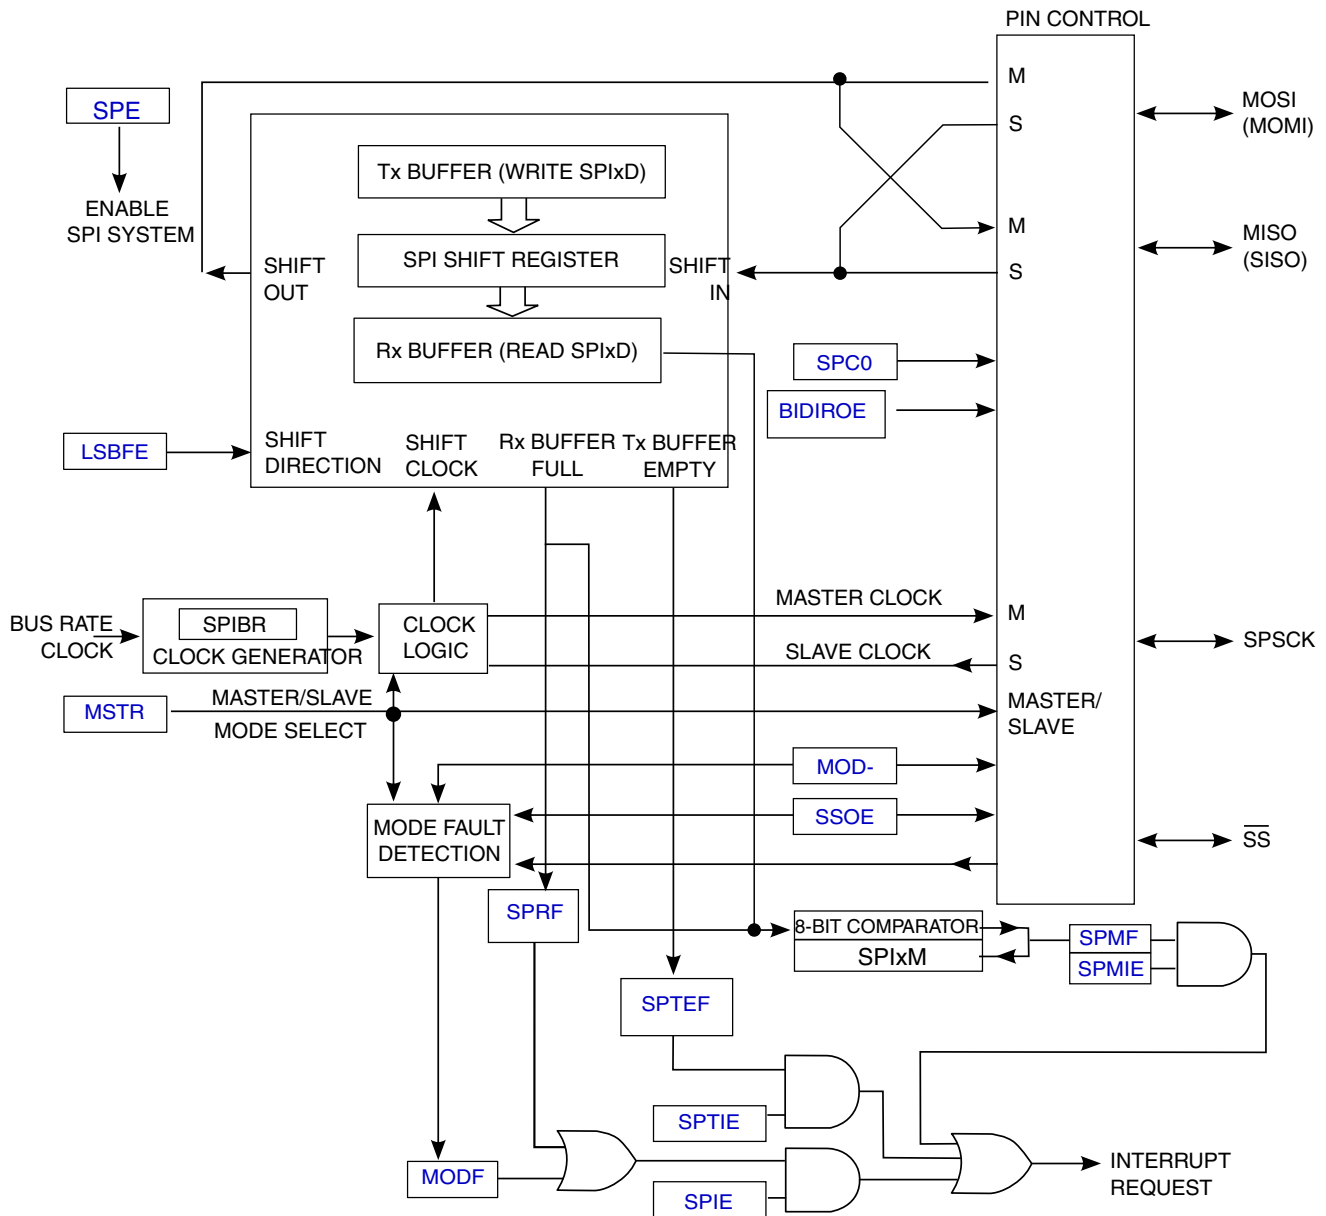 PIN CONTROL
M
SPE
MOSI
(MOMI)
S
Tx BUFFER (WRITE SPIxD)
ENABLE
SPI SYSTEM
M
MISO
(SISO)
SPI SHIFT REGISTER
SHIFT
OUT
SHIFT
IN
S
Rx BUFFER (READ SPIxD)
SPC0
BIDIROE
LSBFE
SHIFT
DIRECTION
SHIFT
CLOCK
Rx BUFFER
FULL
Tx BUFFER
EMPTY
BUS RATE
CLOCK
SPIBR
CLOCK GENERATOR
CLOCK
LOGIC
MASTER CLOCK
M
SLAVE CLOCK
S
SPSCK
MSTR
MASTER/SLAVE
MODE SELECT
MASTER/
SLAVE
MOD-
SSOE
MODE FAULT
DETECTION
SS
SPRF
8-BIT COMPARATOR
SPIxM
SPMF
SPMIE
SPTEF
SPTIE
MODF
SPIE
INTERRUPT
REQUEST